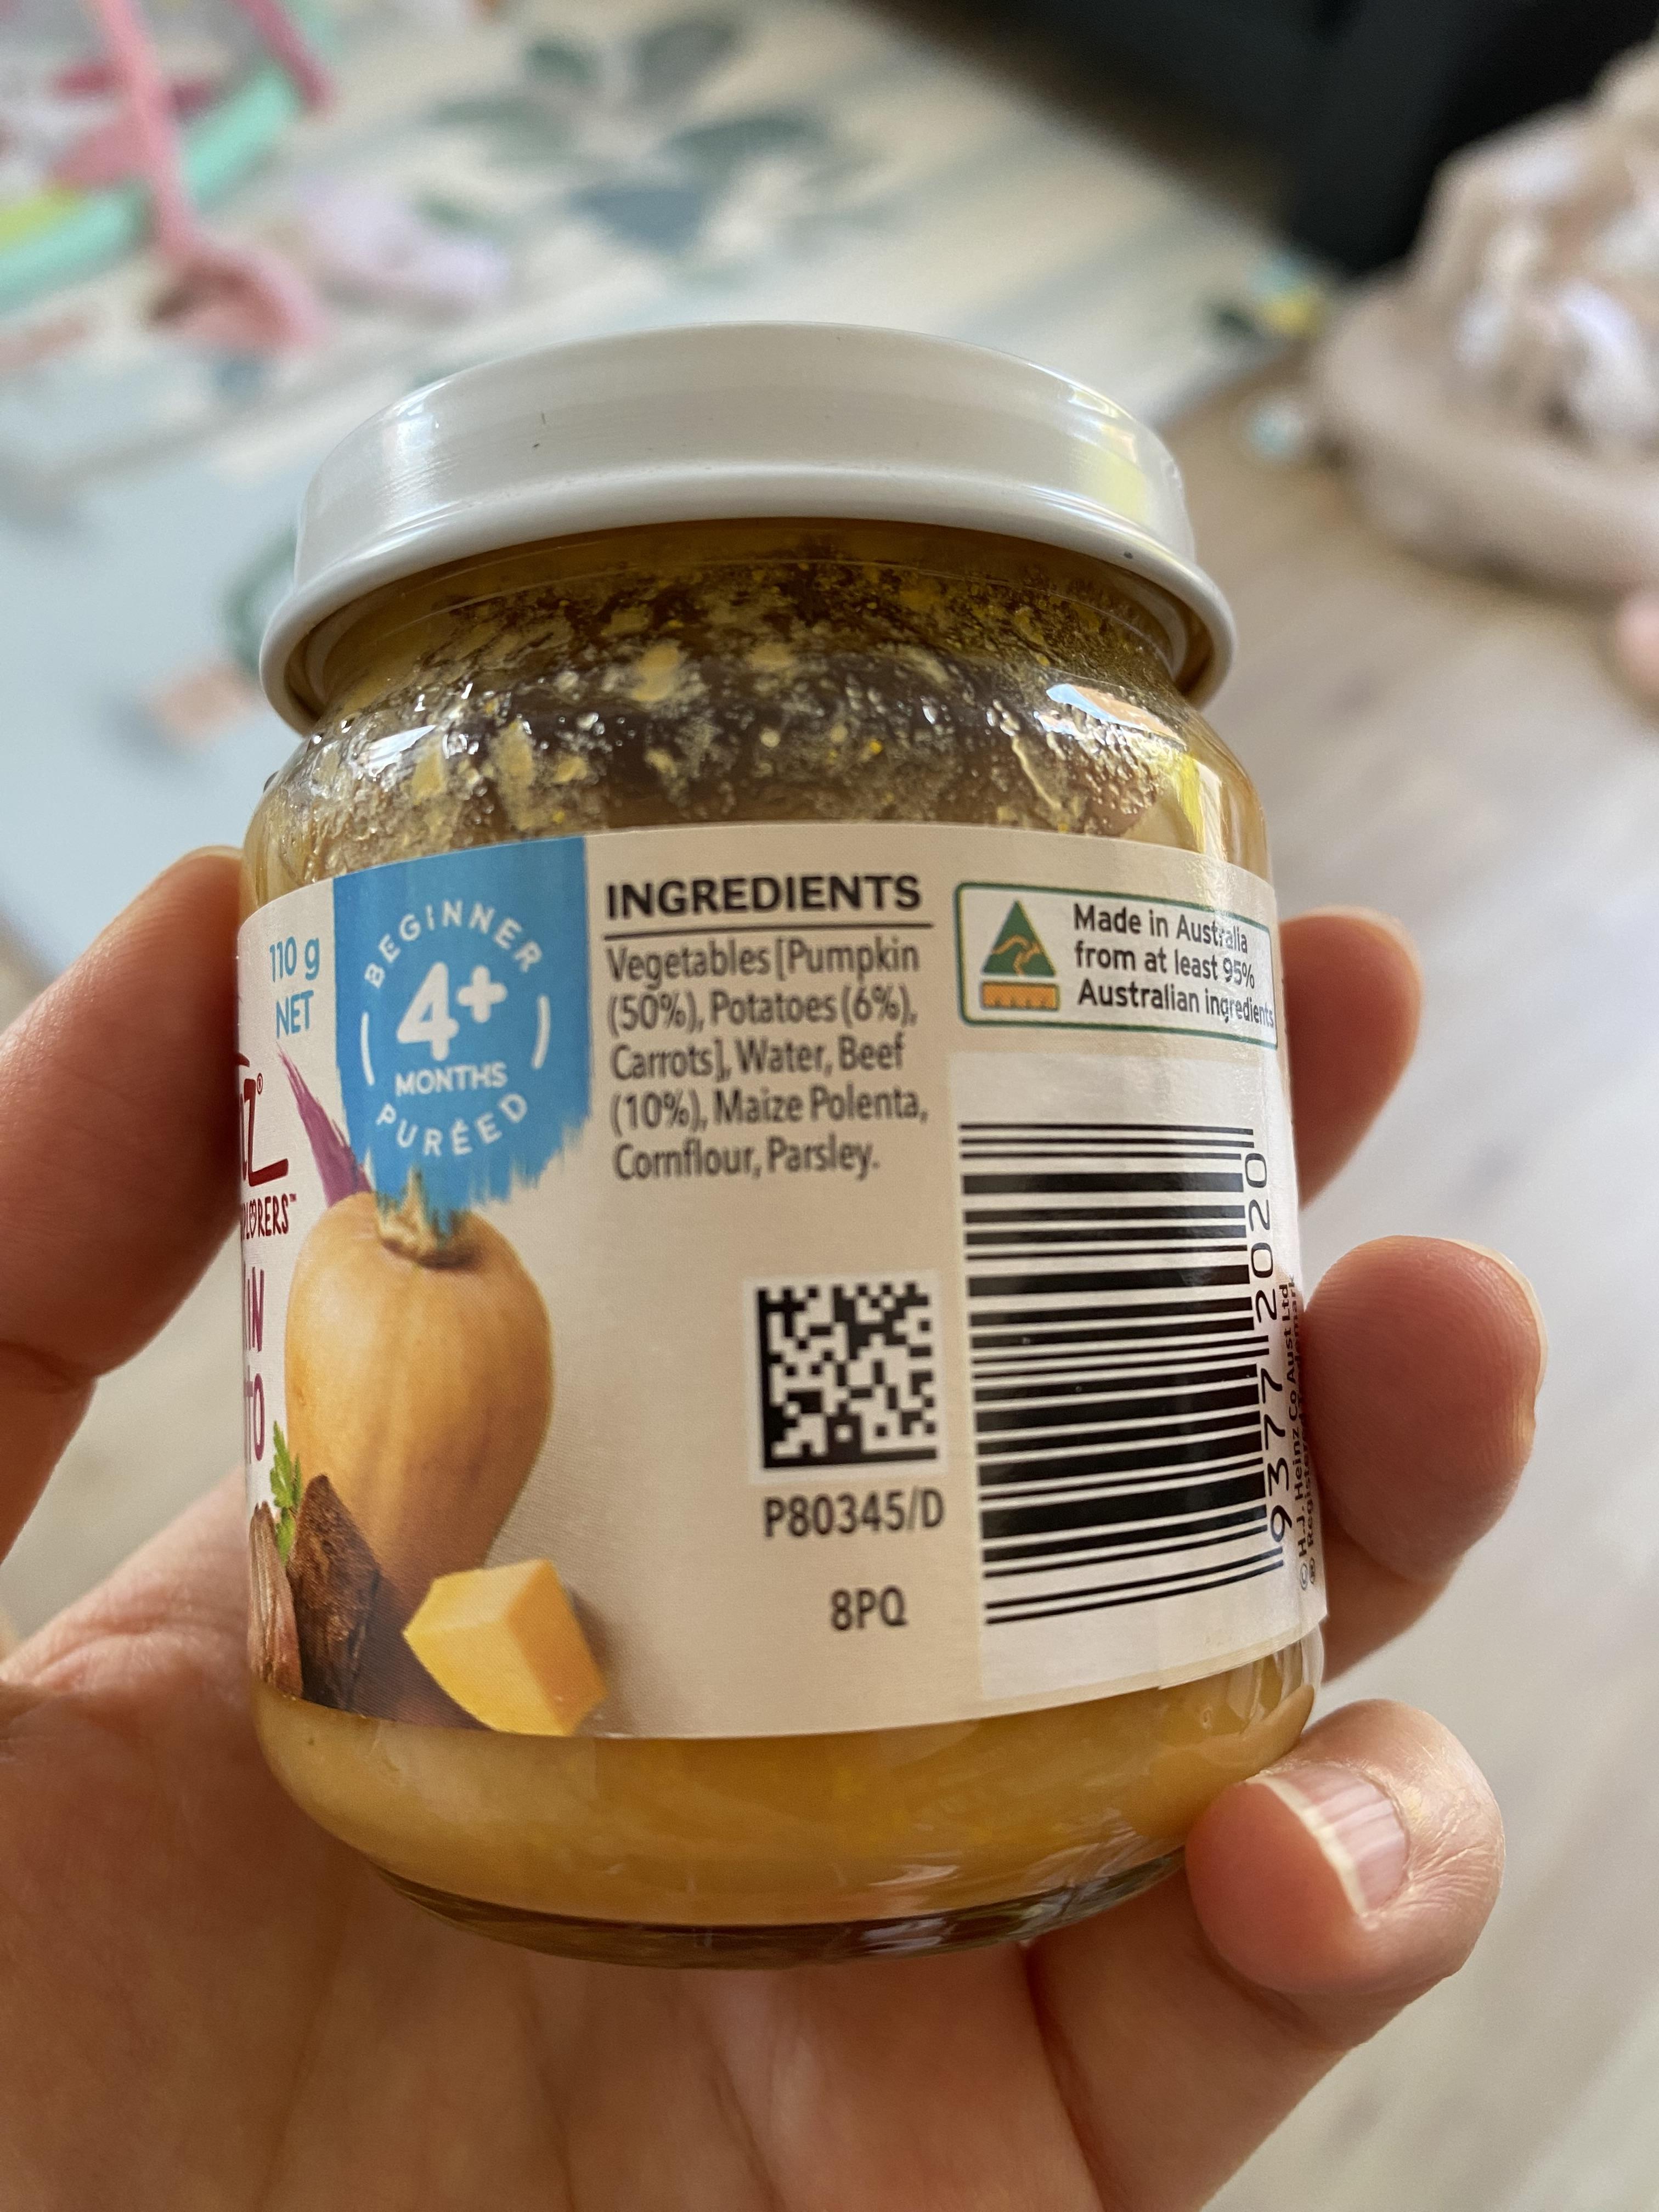 110 g
NET
BEGINNER
4+
MONTHS
PURÉED
INGREDIENTS
Vegetables [Pumpkin
(50%), Potatoes (6%),
Carrots], Water, Beef
(10%), Maize Polenta,
Cornflour, Parsley.
P80345/D
8PQ
Made in Australia
from at least 95%
Australian ingredients
9377 2020
© H.J. Heinz Co Aust Ltd